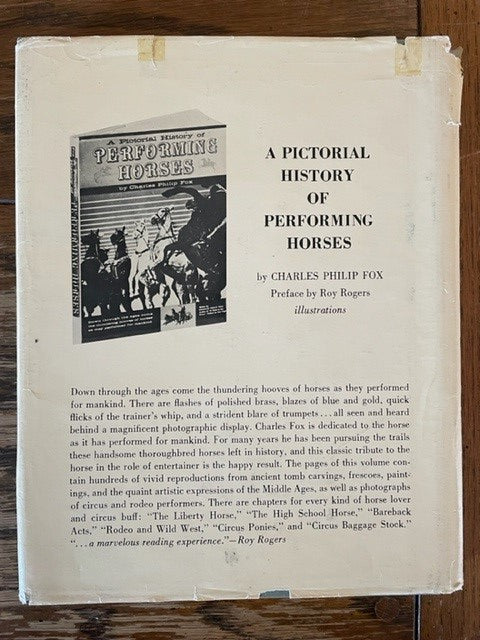 A Pictorial History of
PERFORMING
HORSES
by Charles Philip Fox
A PICTORIAL
HISTORY
OF
PERFORMING
HORSES
by CHARLES PHILIP FOX
Preface by Roy Rogers
illustrations
Down through the ages come the thundering hooves of horses as they performed
for mankind. There are flashes of polished brass, blazes of blue and gold, quick
flicks of the trainer's whip, and a strident blare of trumpets...all seen and heard
behind a magnificent photographic display. Charles Fox is dedicated to the horse
as it has performed for mankind. For many years he has been pursuing the trails
these handsome thoroughbred horses left in history, and this classic tribute to
the horse in the role of entertainer is the happy result. The pages of this volume con-
tain hundreds of vivid reproductions from ancient tomb carvings, frescoes, paint-
ings, and the quaint artistic expressions of the Middle Ages, as well as photographs
of circus and rodeo performers. There are chapters for every kind of horse lover
and circus buff: "The Liberty Horse," "The High School Horse," "Bareback
Acts," "Rodeo and Wild West," "Circus Ponies," and "Circus Baggage Stock."
"...a marvelous reading experience."—Roy Rogers